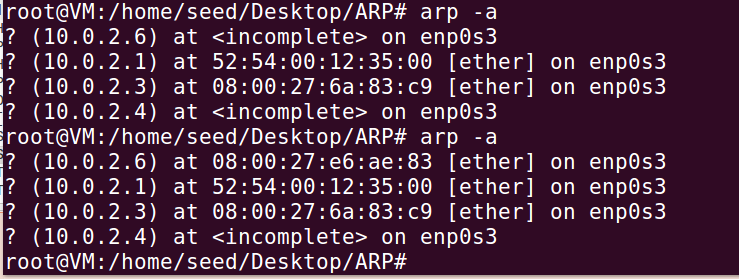 root@VM:/home/seed/Desktop/ARP# arp -a
? (10.0.2.6) at <incomplete> on enp0s3
? (10.0.2.1) at 52:54:00:12:35:00 [ether] on enp0s3
? (10.0.2.3) at 08:00:27:6a:83:c9 [ether] on enp0s3
? (10.0.2.4) at <incomplete> on enp0s3
root@VM:/home/seed/Desktop/ARP# arp -a
? (10.0.2.6) at 08:00:27:e6:ae:83 [ether] on enp0s3
? (10.0.2.1) at 52:54:00:12:35:00 [ether] on enp0s3
? (10.0.2.3) at 08:00:27:6a:83:c9 [ether] on enp0s3
? (10.0.2.4) at <incomplete> on enp0s3
root@VM:/home/seed/Desktop/ARP#